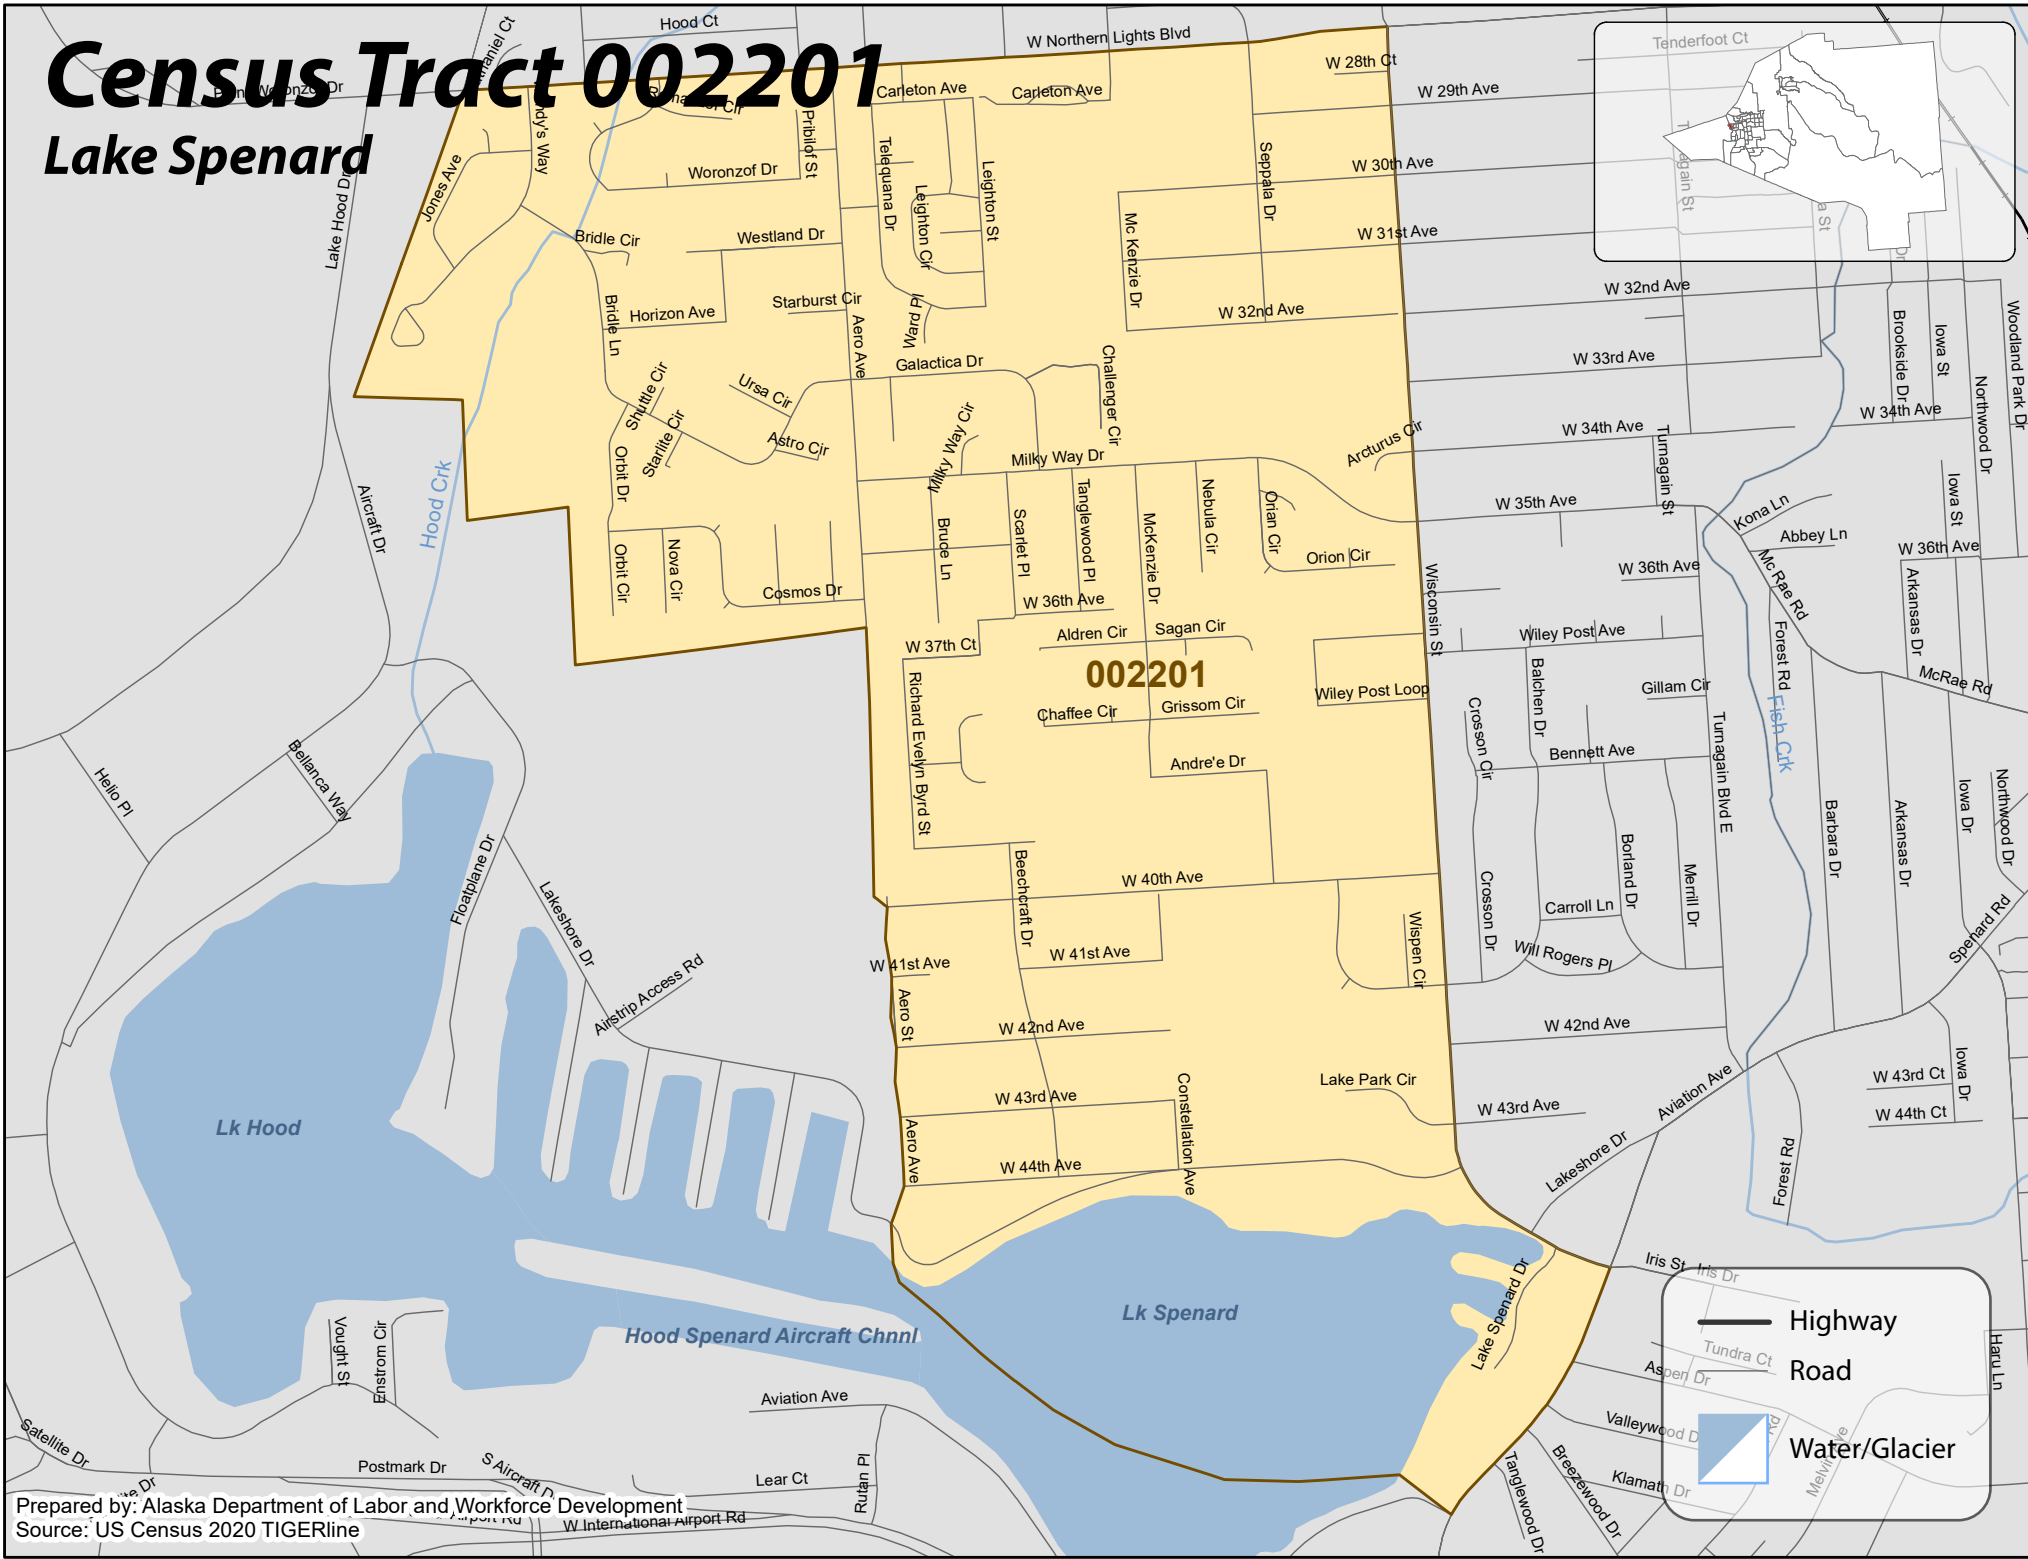 Census Tract 002201
Lake Spenard
Hood Ct
W Northern Lights Blvd
W 28th Ct
W 29th Ave
Tenderfoot Ct
Carleton Ave
Carleton Ave
Jones Ave
Lake Hood Dr
Woronzof Dr
Pribilof St
Telequana Dr
Leighton Cir
Leighton St
Seppala Dr
W 30th Ave
W 31st Ave
Mc Kenzie Dr
W 32nd Ave
W 32nd Ave
Bridle Cir
Westland Dr
Bridle Ln
Horizon Ave
Starburst Cir
Ward Pl
Aero Ave
Galactica Dr
Challenger Cir
W 33rd Ave
Brookside Dr
Iowa St
Northwood Dr
Woodland Park Dr
Shuttle Cir
Ursa Cir
Starlite Cir
Astro Cir
Milky Way Cir
Milky Way Dr
Arcturus Cir
W 34th Ave
W 34th Ave
Turnagain St
Aircraft Dr
Hood Crk
Orbit Dr
Orbit Cir
Nova Cir
Cosmos Dr
Bruce Ln
Scarlet Pl
Tanglewood Pl
McKenzie Dr
Nebula Cir
Orian Cir
Orion Cir
W 35th Ave
Kona Ln
Abbey Ln
Mc Rae Rd
Iowa St
W 36th Ave
W 36th Ave
W 36th Ave
Arkansas Dr
Wisconsin St
W 37th Ct
Aldren Cir
Sagan Cir
002201
Wiley Post Ave
Wiley Post Loop
Chaffee Cir
Grissom Cir
Andre'e Dr
Richard Evelyn Byrd St
Crosson Cir
Balchen Dr
Gillam Cir
Bennett Ave
Turnagain Blvd E
Forest Rd
Fish Crk
McRae Rd
Helio Pl
Bellanca Way
Floatplane Dr
Lakeshore Dr
Airstrip Access Rd
Beechcraft Dr
W 40th Ave
W 41st Ave
W 41st Ave
Aero St
W 42nd Ave
W 42nd Ave
Wispen Cir
Crosson Dr
Carroll Ln
Borland Dr
Merrill Dr
Will Rogers Pl
Barbara Dr
Arkansas Dr
Iowa Dr
Northwood Dr
Spenard Rd
W 43rd Ave
W 43rd Ave
Lake Park Cir
Constellation Ave
Aero Ave
W 44th Ave
Aviation Ave
Lakeshore Dr
Forest Rd
W 43rd Ct
W 44th Ct
Iowa Dr
Lk Hood
Lk Spenard
Hood Spenard Aircraft Chnnl
Lake Spenard Dr
Vought St
Enstrom Cir
Aviation Ave
Iris St
Iris Dr
Tundra Ct
Aspen Dr
Klamath Dr
Haru Ln
Tanglewood Dr
Breezewood Dr
Satellite Dr
Postmark Dr
Lear Ct
Rutan Pl
W International Airport Rd
Highway
Road
Water/Glacier
Prepared by: Alaska Department of Labor and Workforce Development
Source: US Census 2020 TIGERline